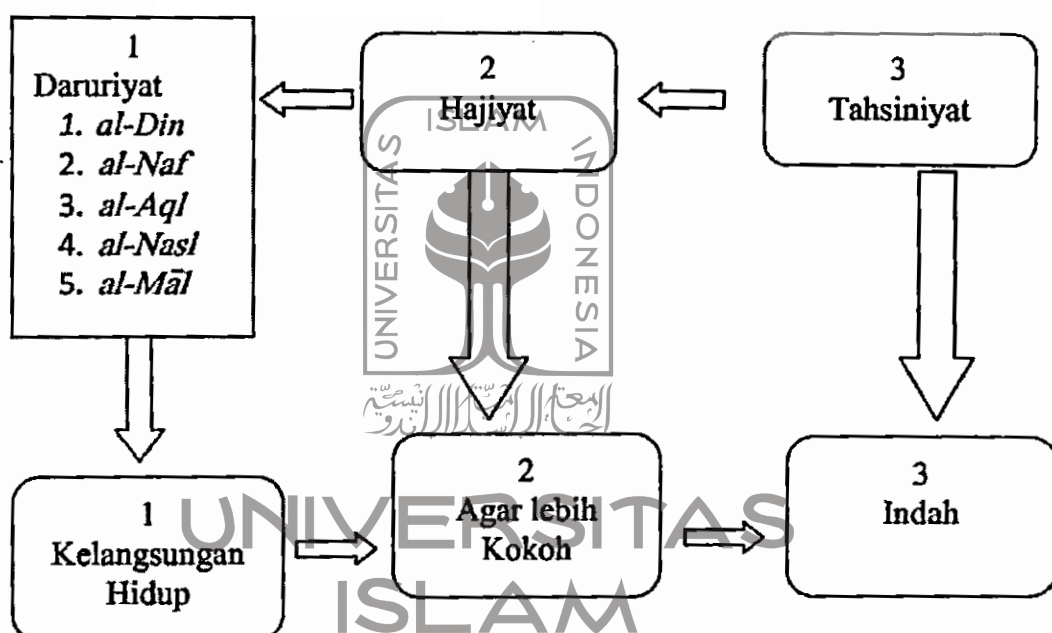 1
Daruriyat
1. al-Din
2. al-Naf
3. al-Aql
4. al-Nasl
5. al-Māl
2
Hajiyat
3
Tahsiniyat
ISLAM
UNIVERSITAS
INDONESIA
1
Kelangsungan
Hidup
2
Agar lebih
Kokoh
3
Indah
UNIVERSITAS
ISLAM